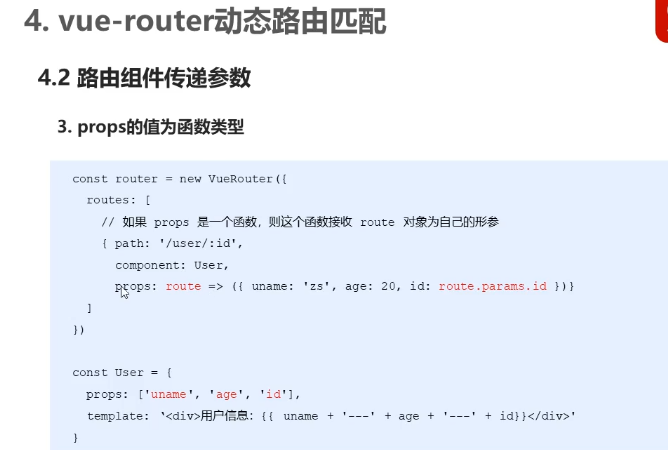 4. vue-router动态路由匹配
4.2 路由组件传递参数
3. props的值为函数类型
const router = new VueRouter({
routes: [
// 如果 props 是一个函数，则这个函数接收 route 对象为自己的形参
{ path: '/user/:id',
component: User,
props: route => ({ uname: 'zs', age: 20, id: route.params.id })}
]
})
const User = {
props: ['uname', 'age', 'id'],
template: '<div>用户信息：{{ uname + '---' + age + '---' + id}}</div>'
}